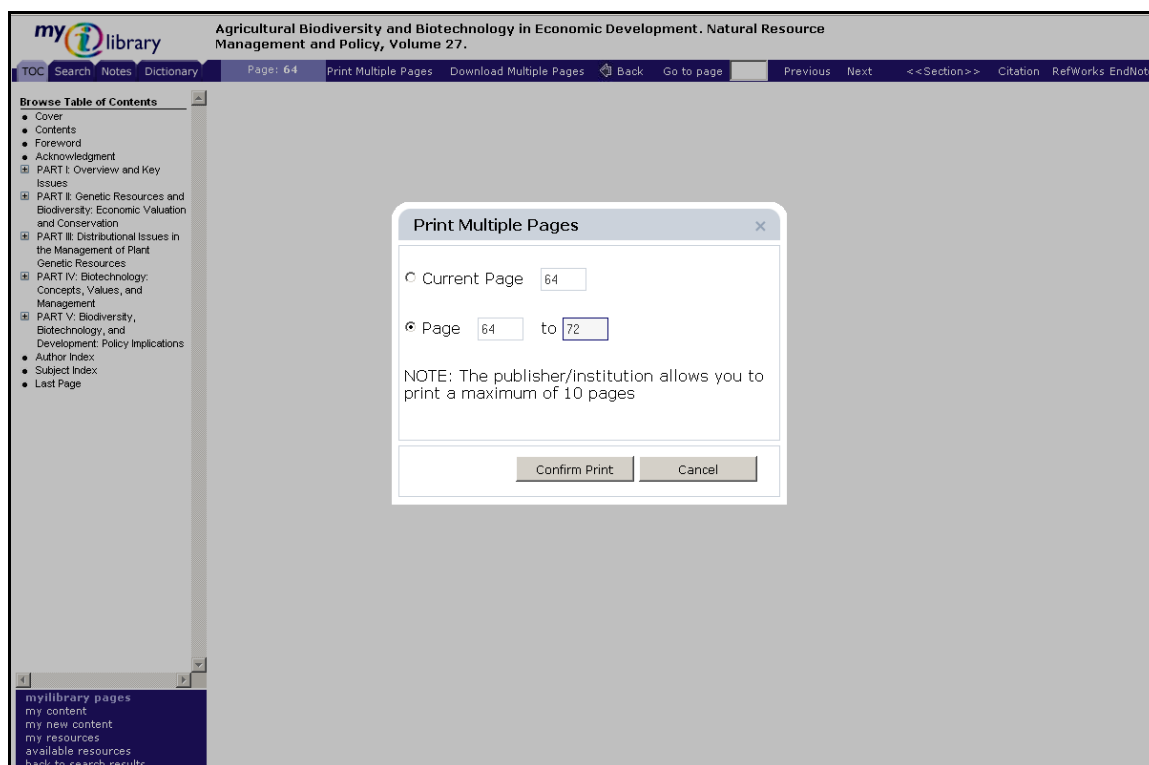 my i library
Agricultural Biodiversity and Biotechnology in Economic Development. Natural Resource
Management and Policy, Volume 27.
TOC Search Notes Dictionary
Page: 64 Print Multiple Pages Download Multiple Pages Back Go to page Previous Next <<Section>> Citation RefWorks EndNot
Browse Table of Contents
Cover
Contents
Foreword
Acknowledgment
PART I: Overview and Key
Issues
PART II: Genetic Resources and
Biodiversity: Economic Valuation
and Conservation
PART III: Distributional Issues in
the Management of Plant
Genetic Resources
PART IV: Biotechnology:
Concepts, Values, and
Management
PART V: Biodiversity,
Biotechnology, and
Development: Policy Implications
Author Index
Subject Index
Last Page
Print Multiple Pages ×
Current Page 64
Page 64 to 72
NOTE: The publisher/institution allows you to
print a maximum of 10 pages
Confirm Print Cancel
myilibrary pages
my content
my new content
my resources
available resources
back to search results